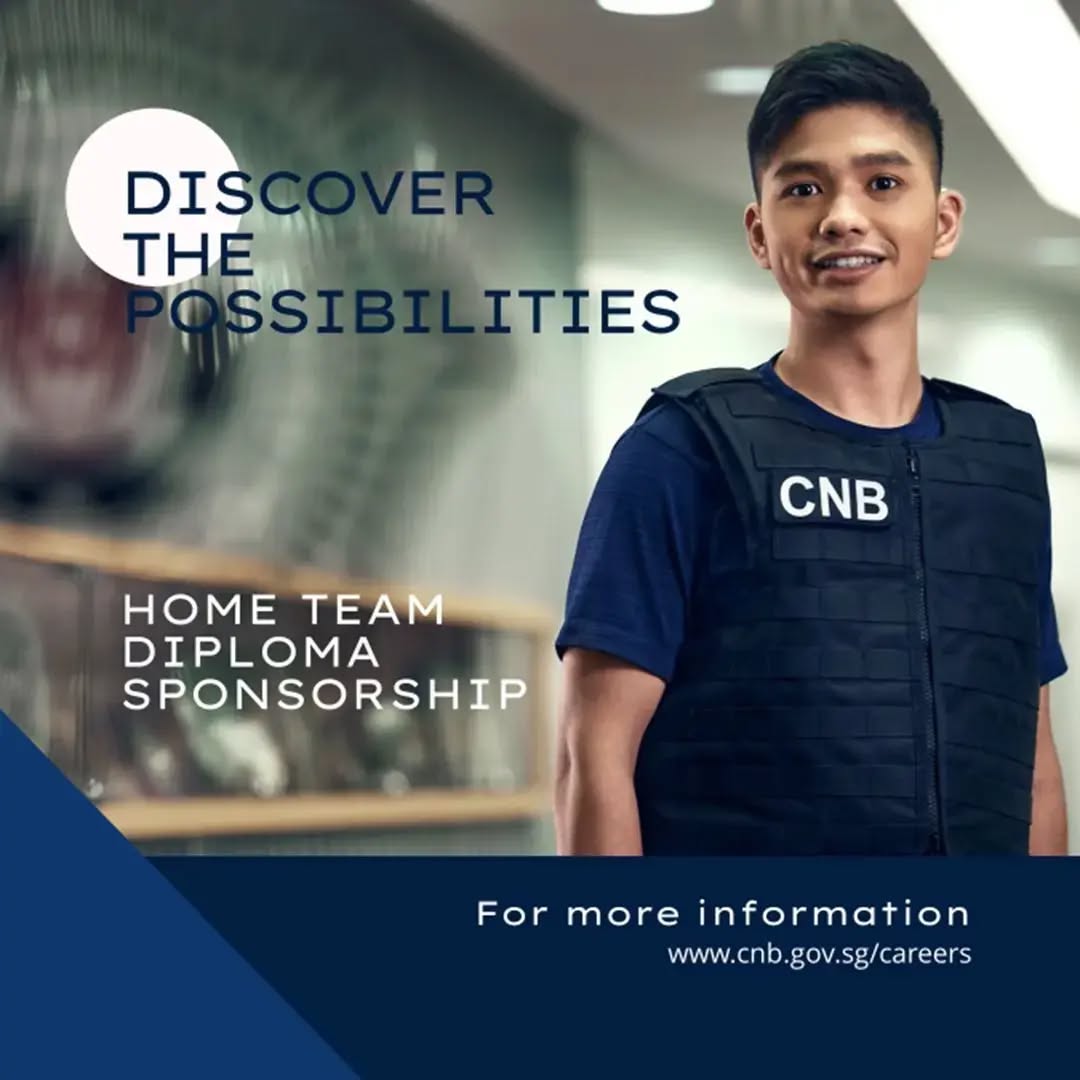 DISCOVER
THE
POSSIBILITIES
CNB
HOME TEAM
DIPLOMA
SPONSORSHIP
For more information
www.cnb.gov.sg/careers